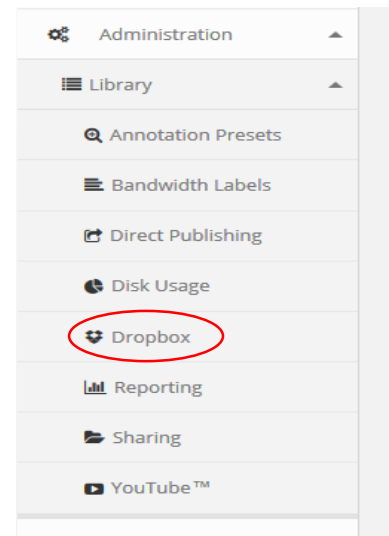 Administration
Library
Annotation Presets
Bandwidth Labels
Direct Publishing
Disk Usage
Dropbox
Reporting
Sharing
YouTube™